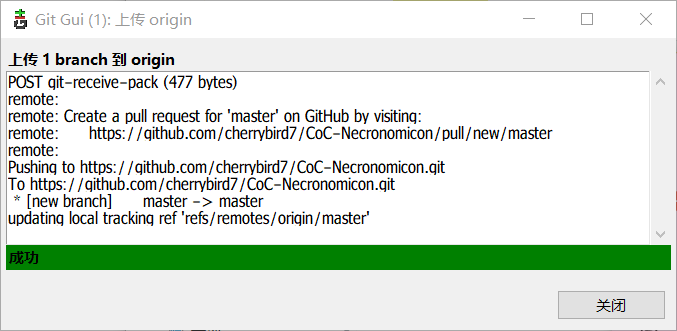 Git Gui (1): 上传 origin
上传 1 branch 到 origin
POST git-receive-pack (477 bytes)
remote:
remote: Create a pull request for 'master' on GitHub by visiting:
remote:      https://github.com/cherrybird7/CoC-Necronomicon/pull/new/master
remote:
Pushing to https://github.com/cherrybird7/CoC-Necronomicon.git
To https://github.com/cherrybird7/CoC-Necronomicon.git
 * [new branch]      master -> master
updating local tracking ref 'refs/remotes/origin/master'
成功
关闭